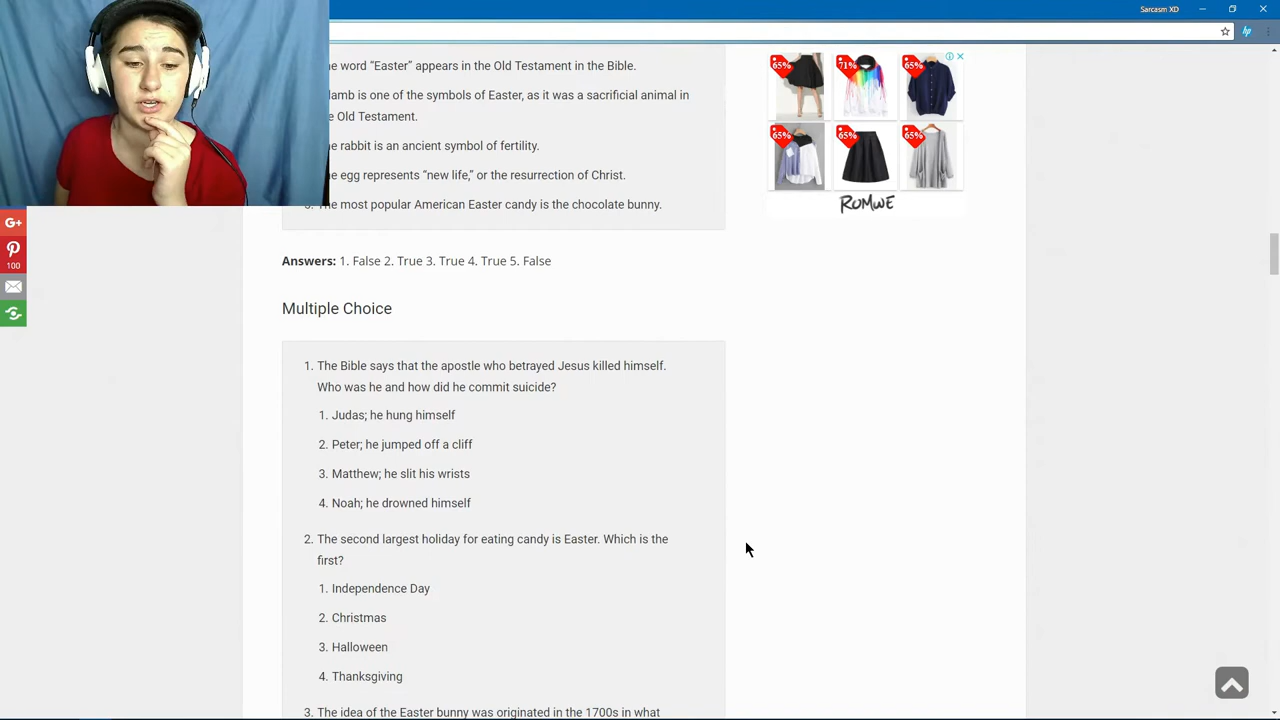 Sarcasm XD
he word “Easter” appears in the Old Testament in the Bible.
lamb is one of the symbols of Easter, as it was a sacrificial animal in
e Old Testament.
he rabbit is an ancient symbol of fertility.
e egg represents “new life,” or the resurrection of Christ.
The most popular American Easter candy is the chocolate bunny.
65%
71%
65%
65%
65%
65%
ROMWE
G+
100
Answers: 1. False 2. True 3. True 4. True 5. False
Multiple Choice
1. The Bible says that the apostle who betrayed Jesus killed himself.
Who was he and how did he commit suicide?
1. Judas; he hung himself
2. Peter; he jumped off a cliff
3. Matthew; he slit his wrists
4. Noah; he drowned himself
2. The second largest holiday for eating candy is Easter. Which is the
first?
1. Independence Day
2. Christmas
3. Halloween
4. Thanksgiving
3. The idea of the Easter bunny was originated in the 1700s in what